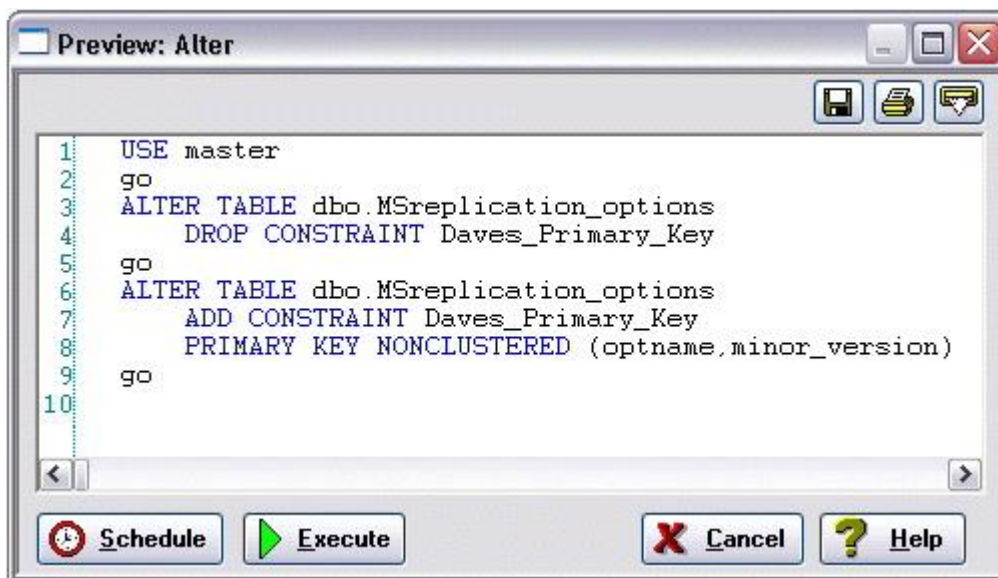 Preview: Alter
1 USE master
2 go
3 ALTER TABLE dbo.MSreplication_options
4 DROP CONSTRAINT Daves_Primary_Key
5 go
6 ALTER TABLE dbo.MSreplication_options
7 ADD CONSTRAINT Daves_Primary_Key
8 PRIMARY KEY NONCLUSTERED (optname,minor_version)
9 go
10
Schedule Execute Cancel Help